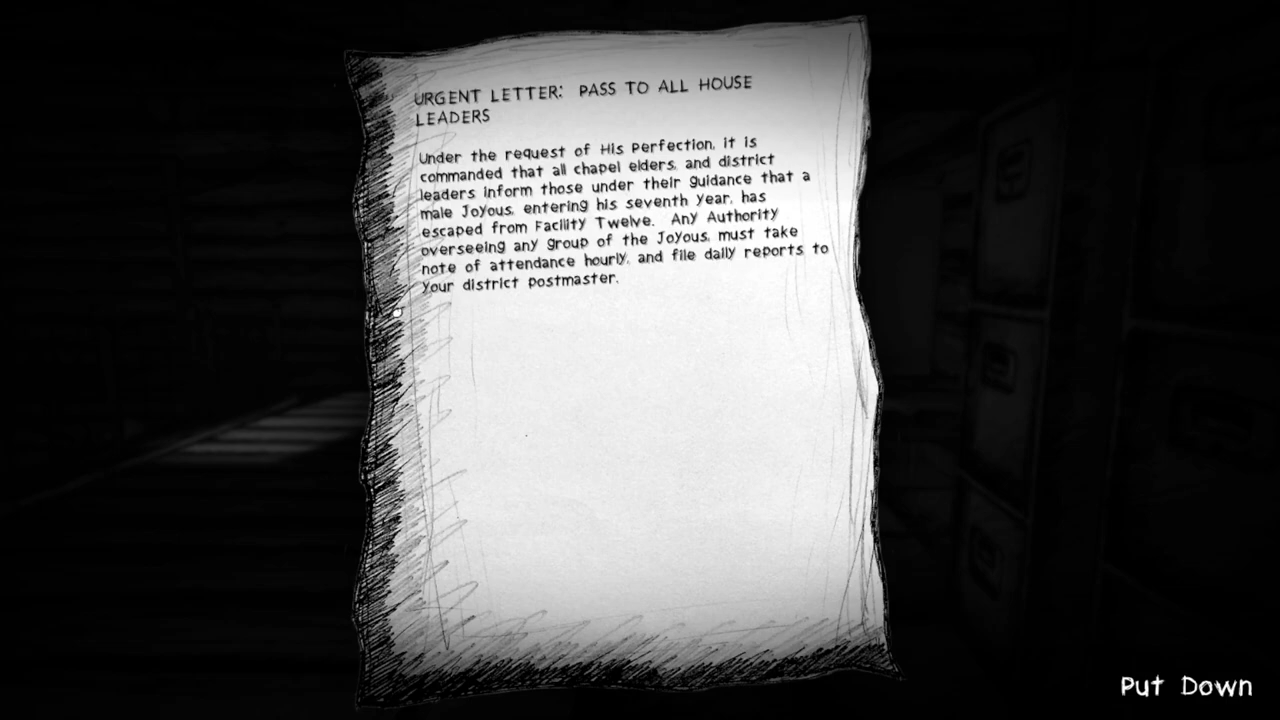 URGENT LETTER: PASS TO ALL HOUSE
LEADERS
Under the request of His Perfection, it is
commanded that all chapel elders, and district
leaders inform those under their guidance that a
male Joyous, entering his seventh year, has
escaped from Facility Twelve. Any Authority
overseeing any group of the Joyous, must take
note of attendance hourly, and file daily reports to
your district postmaster.
Put Down